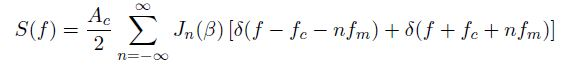 S(f) = \frac{A_c}{2} \sum_{n=-\infty}^{\infty} J_n(\beta) [\delta(f - f_c - nf_m) + \delta(f + f_c + nf_m)]